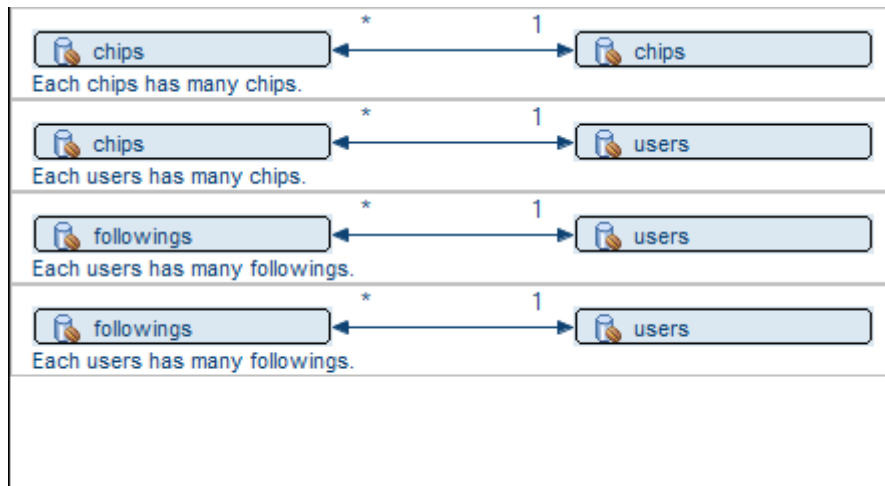 * 1
chips chips
Each chips has many chips.
* 1
chips users
Each users has many chips.
* 1
followings users
Each users has many followings.
* 1
followings users
Each users has many followings.